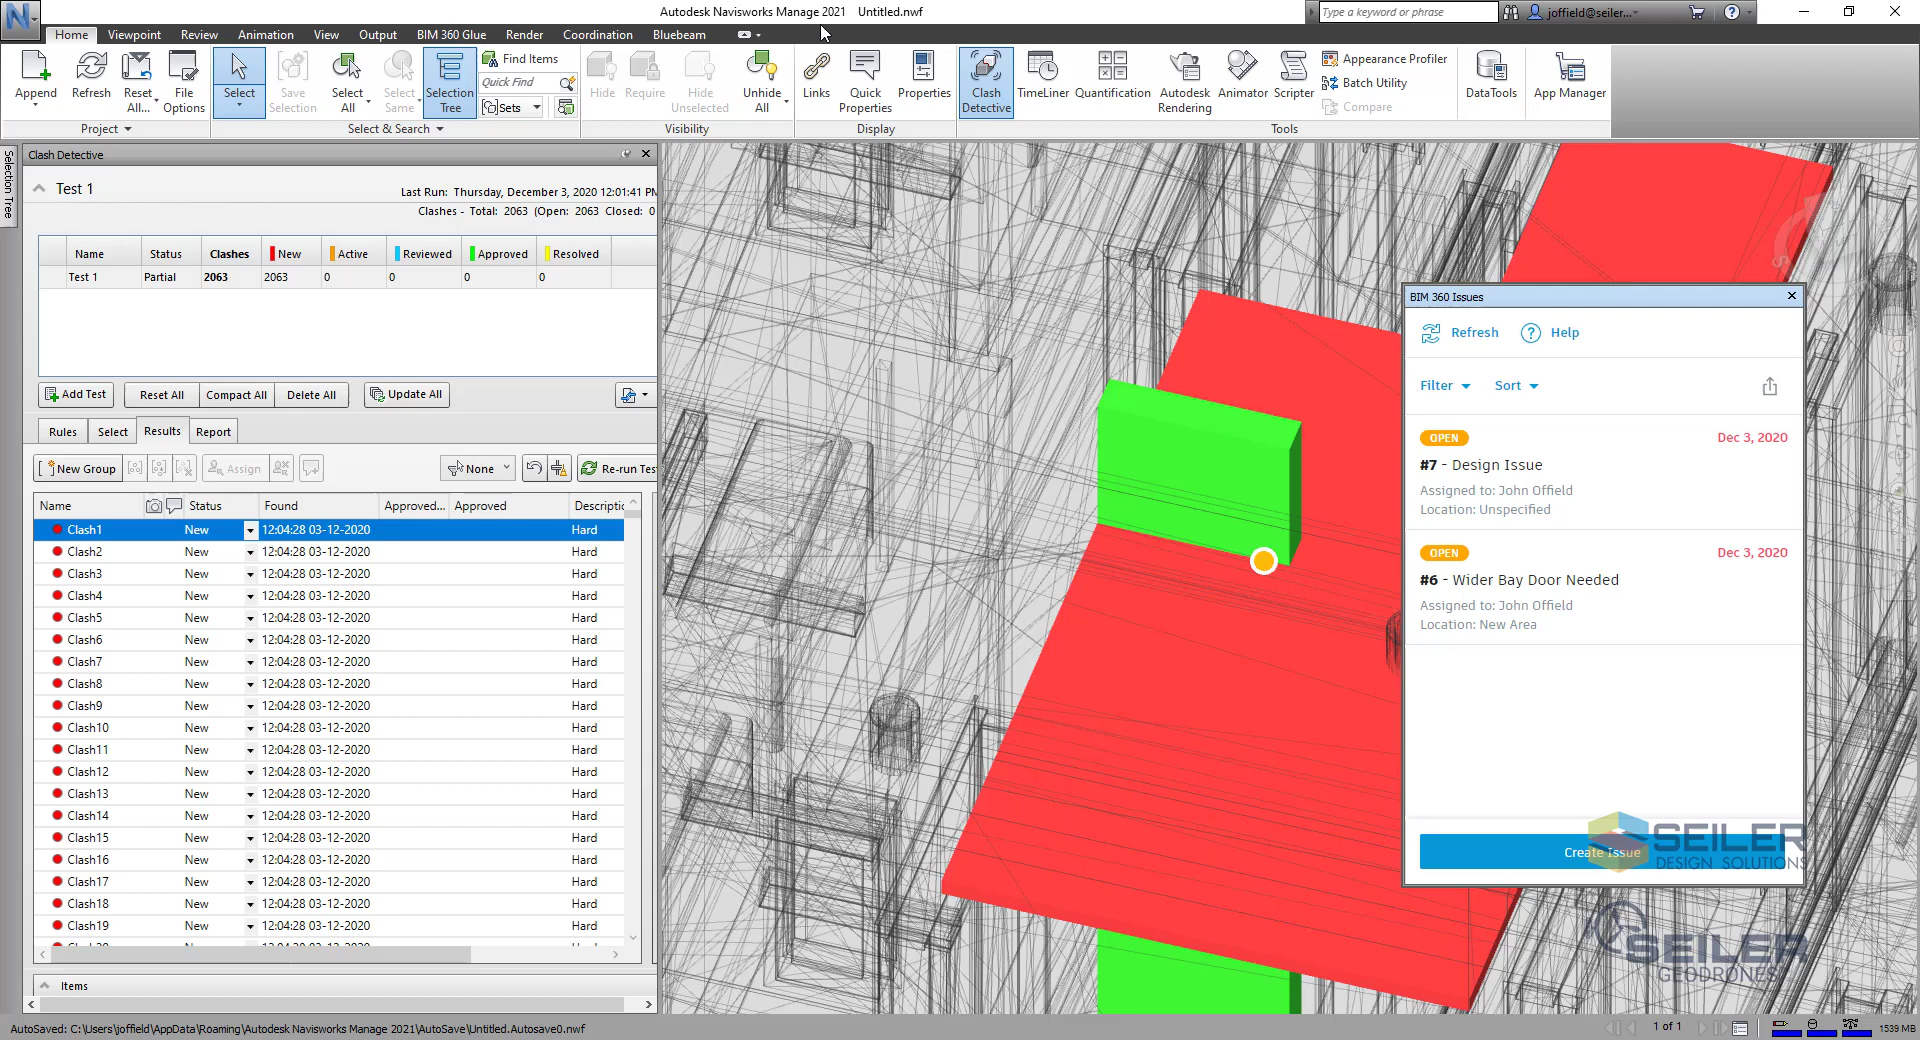 Autodesk Navisworks Manage 2021 Untitled.nwf
Type a keyword or phrase
joffield@seiler...
Home Viewpoint Review Animation View Output BIM 360 Glue Render Coordination Bluebeam
Append
Refresh
Reset All...
File Options
Select
Save Selection
Select All
Select Same
Selection Tree
Find Items
Quick Find
Sets
Hide
Require
Hide Unselected
Unhide All
Links
Quick Properties
Properties
Clash Detective
TimeLiner
Quantification
Autodesk Rendering
Animator
Scripter
Appearance Profiler
Batch Utility
Compare
DataTools
App Manager
Project
Select & Search
Visibility
Display
Tools
Selection Tree
Clash Detective
Test 1
Last Run: Thursday, December 3, 2020 12:01:41 PM
Clashes - Total: 2063 (Open: 2063 Closed: 0
Name Status Clashes New Active Reviewed Approved Resolved
Test 1 Partial 2063 2063 0 0 0 0
Add Test Reset All Compact All Delete All Update All
Rules Select Results Report
New Group Assign None Re-run Test
Name Status Found Approved... Approved Descriptio
Clash1 New 12:04:28 03-12-2020 Hard
Clash2 New 12:04:28 03-12-2020 Hard
Clash3 New 12:04:28 03-12-2020 Hard
Clash4 New 12:04:28 03-12-2020 Hard
Clash5 New 12:04:28 03-12-2020 Hard
Clash6 New 12:04:28 03-12-2020 Hard
Clash7 New 12:04:28 03-12-2020 Hard
Clash8 New 12:04:28 03-12-2020 Hard
Clash9 New 12:04:28 03-12-2020 Hard
Clash10 New 12:04:28 03-12-2020 Hard
Clash11 New 12:04:28 03-12-2020 Hard
Clash12 New 12:04:28 03-12-2020 Hard
Clash13 New 12:04:28 03-12-2020 Hard
Clash14 New 12:04:28 03-12-2020 Hard
Clash15 New 12:04:28 03-12-2020 Hard
Clash16 New 12:04:28 03-12-2020 Hard
Clash17 New 12:04:28 03-12-2020 Hard
Clash18 New 12:04:28 03-12-2020 Hard
Clash19 New 12:04:28 03-12-2020 Hard
Items
BIM 360 Issues
Refresh Help
Filter Sort
OPEN Dec 3, 2020
#7 - Design Issue
Assigned to: John Offield
Location: Unspecified
OPEN Dec 3, 2020
#6 - Wider Bay Door Needed
Assigned to: John Offield
Location: New Area
Create Issue
SEILER
DESIGN SOLUTIONS
SEILER
GEODRONES
AutoSaved: C:\Users\joffield\AppData\Roaming\Autodesk Navisworks Manage 2021\AutoSave\Untitled.Autosave0.nwf
1 of 1
1539 MB